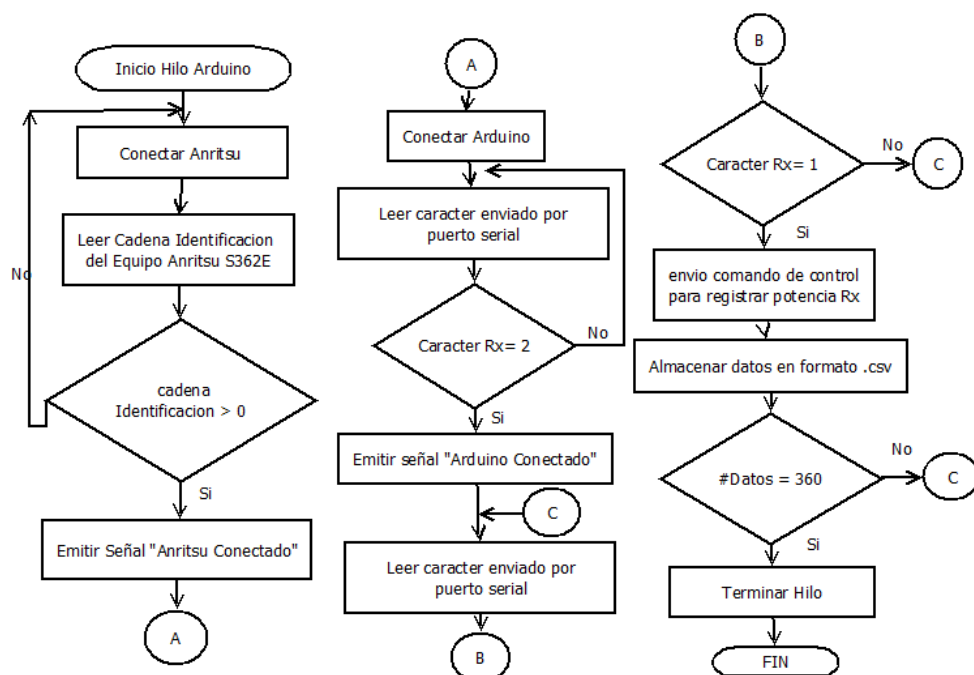 Inicio Hilo Arduino
Conectar Anritsu
Leer Cadena Identificacion
del Equipo Anritsu S362E
No
cadena
Identificacion > 0
Si
Emitir Señal "Anritsu Conectado"
A
A
Conectar Arduino
Leer caracter enviado por
puerto serial
Caracter Rx= 2
No
Si
Emitir señal "Arduino Conectado"
C
Leer caracter enviado por
puerto serial
B
B
Caracter Rx= 1
No
C
Si
envio comando de control
para registrar potencia Rx
Almacenar datos en formato .csv
#Datos = 360
No
C
Si
Terminar Hilo
FIN